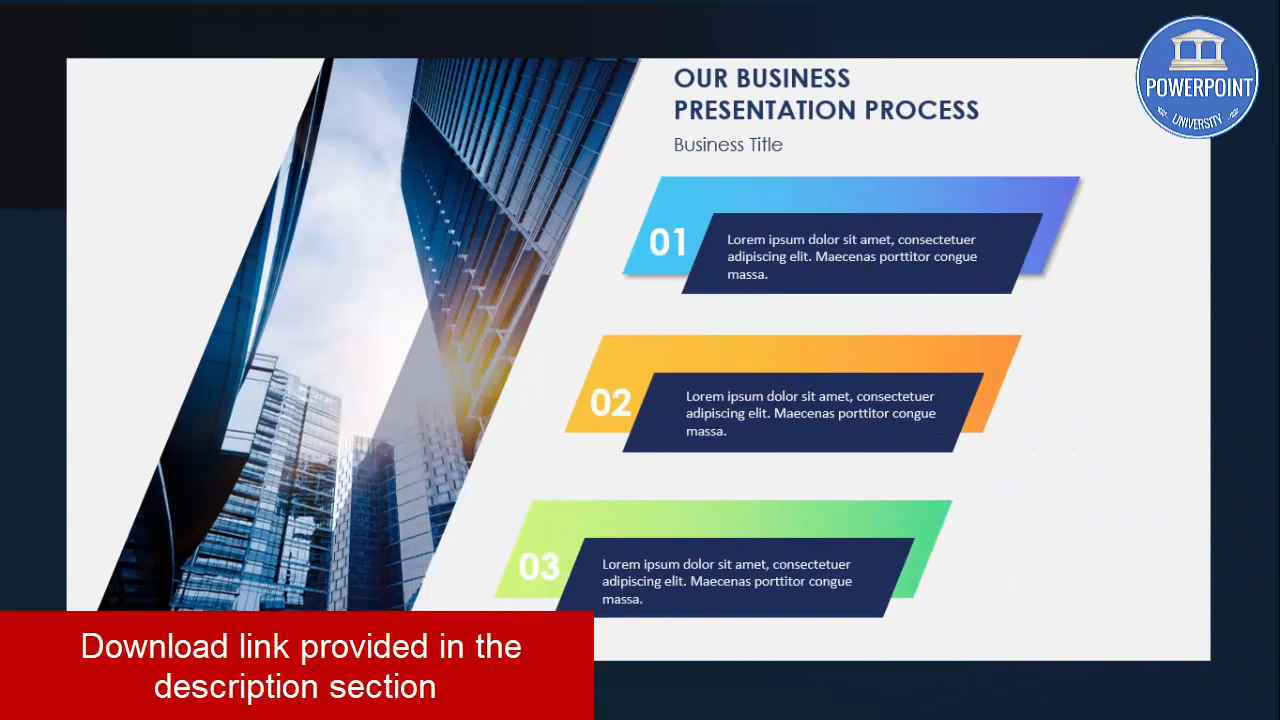 OUR BUSINESS
PRESENTATION PROCESS
Business Title
POWERPOINT
UNIVERSITY
01
Lorem ipsum dolor sit amet, consectetuer
adipiscing elit. Maecenas porttitor congue
massa.
02
Lorem ipsum dolor sit amet, consectetuer
adipiscing elit. Maecenas porttitor congue
massa.
03
Lorem ipsum dolor sit amet, consectetuer
adipiscing elit. Maecenas porttitor congue
massa.
Download link provided in the
description section